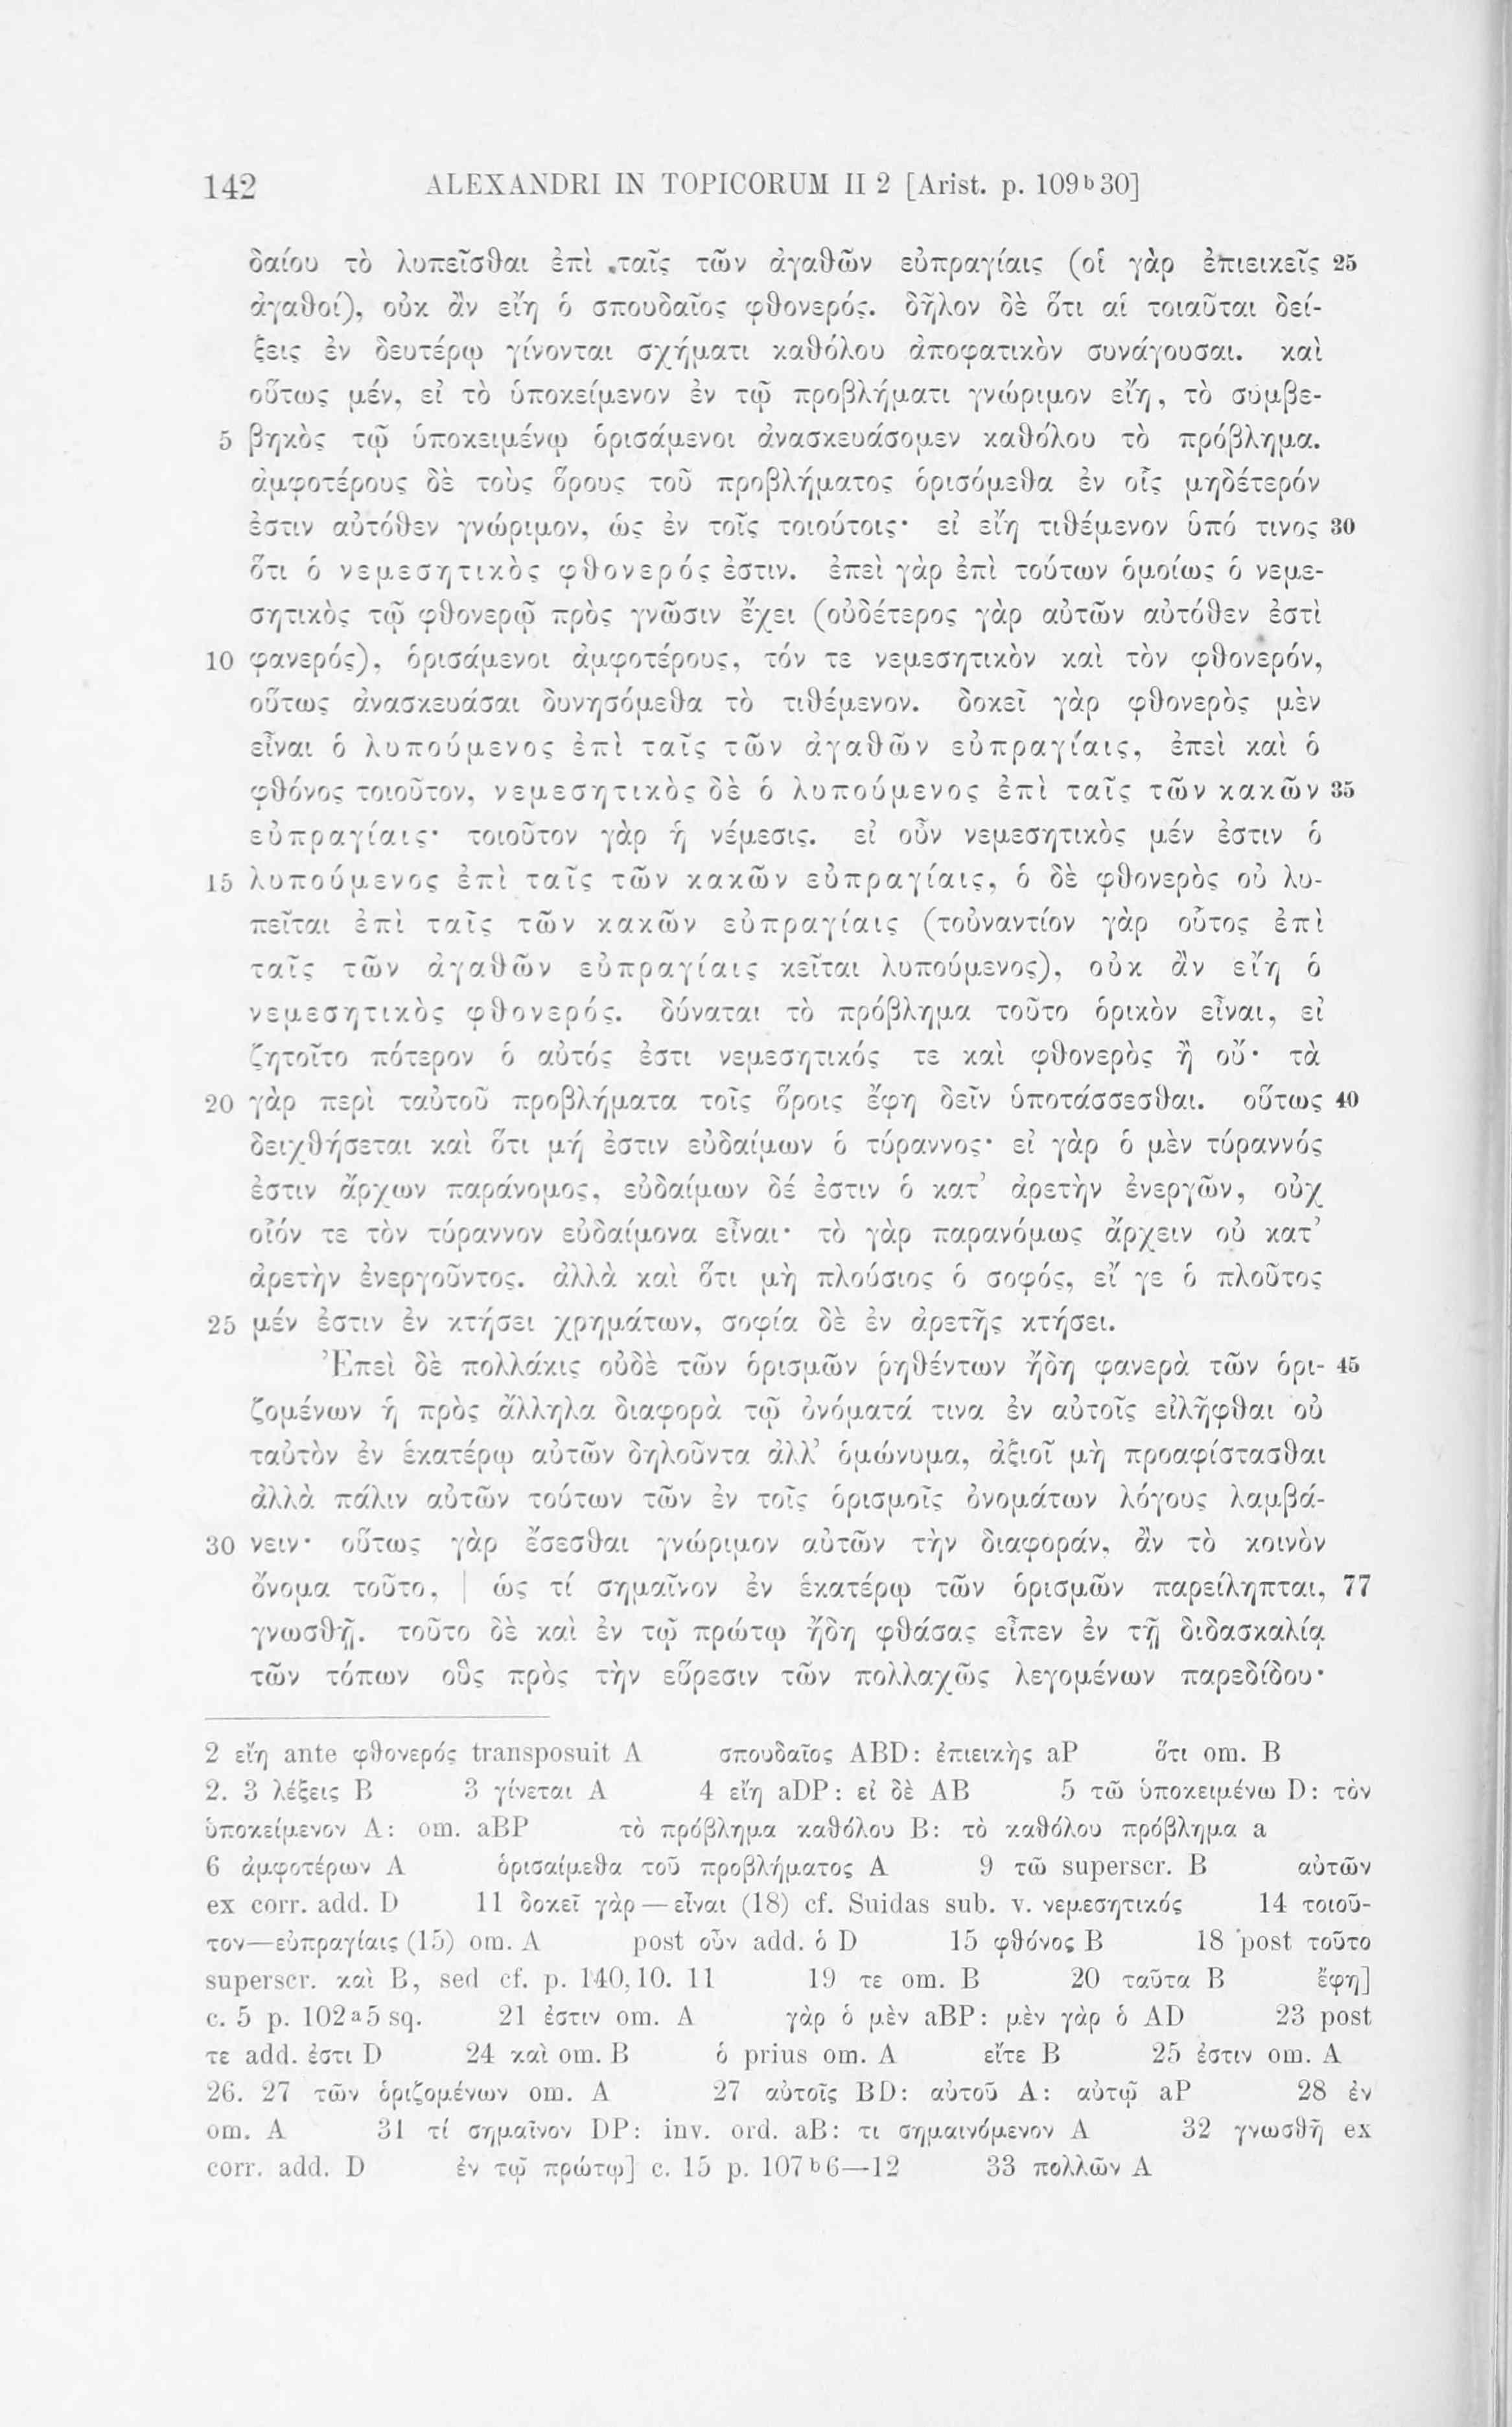 142 ALEXANDRI IN TOPICORUM II 2 [Arist. p. 109ᵇ30]
δαίου τὸ λυπεῖσθαι ἐπὶ ταῖς τῶν ἀγαθῶν εὐπραγίαις (οἱ γὰρ ἐπιεικεῖς 25
ἀγαθοί), οὐκ ἂν εἴη ὁ σπουδαῖος φθονερός. δῆλον δὲ ὅτι αἱ τοιαῦται δεί-
ξεις ἐν δευτέρῳ γίνονται σχήματι καθόλου ἀποφατικὸν συνάγουσαι. καὶ
οὕτως μέν, εἰ τὸ ὑποκείμενον ἐν τῷ προβλήματι γνώριμον εἴη, τὸ συμβε-
5 βηκὸς τῷ ὑποκειμένῳ ὁρισάμενοι ἀνασκευάσομεν καθόλου τὸ πρόβλημα.
ἀμφοτέρους δὲ τοὺς ὅρους τοῦ προβλήματος ὁρισόμεθα ἐν οἷς μηδέτερόν
ἐστιν αὐτόθεν γνώριμον, ὡς ἐν τοῖς τοιούτοις· εἰ εἴη τιθέμενον ὑπό τινος 30
ὅτι ὁ νεμεσητικὸς φθονερός ἐστιν. ἐπεὶ γὰρ ἐπὶ τούτων ὁμοίως ὁ νεμε-
σητικὸς τῷ φθονερῷ πρὸς γνῶσιν ἔχει (οὐδέτερος γὰρ αὐτῶν αὐτόθεν ἐστὶ
10 φανερός), ὁρισάμενοι ἀμφοτέρους, τόν τε νεμεσητικὸν καὶ τὸν φθονερόν,
οὕτως ἀνασκευάσαι δυνησόμεθα τὸ τιθέμενον. δοκεῖ γὰρ φθονερὸς μὲν
εἶναι ὁ λυπούμενος ἐπὶ ταῖς τῶν ἀγαθῶν εὐπραγίαις, ἐπεὶ καὶ ὁ
φθόνος τοιοῦτον, νεμεσητικὸς δὲ ὁ λυπούμενος ἐπὶ ταῖς τῶν κακῶν 35
εὐπραγίαις· τοιοῦτον γὰρ ἡ νέμεσις. εἰ οὖν νεμεσητικὸς μέν ἐστιν ὁ
15 λυπούμενος ἐπὶ ταῖς τῶν κακῶν εὐπραγίαις, ὁ δὲ φθονερὸς οὐ λυ-
πεῖται ἐπὶ ταῖς τῶν κακῶν εὐπραγίαις (τοὐναντίον γὰρ οὗτος ἐπὶ
ταῖς τῶν ἀγαθῶν εὐπραγίαις κεῖται λυπούμενος), οὐκ ἂν εἴη ὁ
νεμεσητικὸς φθονερός. δύναται τὸ πρόβλημα τοῦτο ὁρικὸν εἶναι, εἰ
ζητοῖτο πότερον ὁ αὐτός ἐστι νεμεσητικός τε καὶ φθονερὸς ἢ οὔ· τὰ
20 γὰρ περὶ ταὐτοῦ προβλήματα τοῖς ὅροις ἔφη δεῖν ὑποτάσσεσθαι. οὕτως 40
δειχθήσεται καὶ ὅτι μή ἐστιν εὐδαίμων ὁ τύραννος· εἰ γὰρ ὁ μὲν τύραννός
ἐστιν ἄρχων παράνομος, εὐδαίμων δέ ἐστιν ὁ κατ’ ἀρετὴν ἐνεργῶν, οὐχ
οἷόν τε τὸν τύραννον εὐδαίμονα εἶναι· τὸ γὰρ παρανόμως ἄρχειν οὐ κατ’
ἀρετὴν ἐνεργοῦντος. ἀλλὰ καὶ ὅτι μὴ πλούσιος ὁ σοφός, εἴ γε ὁ πλοῦτος
25 μέν ἐστιν ἐν κτήσει χρημάτων, σοφία δὲ ἐν ἀρετῆς κτήσει.
Ἐπεὶ δὲ πολλάκις οὐδὲ τῶν ὁρισμῶν ῥηθέντων ἤδη φανερὰ τῶν ὁρι- 45
ζομένων ἡ πρὸς ἄλληλα διαφορὰ τῷ ὀνόματά τινα ἐν αὐτοῖς εἰλῆφθαι οὐ
ταὐτὸν ἐν ἑκατέρῳ αὐτῶν δηλοῦντα ἀλλ’ ὁμώνυμα, ἀξιοῖ μὴ προαφίστασθαι
ἀλλὰ πάλιν αὐτῶν τούτων τῶν ἐν τοῖς ὁρισμοῖς ὀνομάτων λόγους λαμβά-
30 νειν· οὕτως γὰρ ἔσεσθαι γνώριμον αὐτῶν τὴν διαφοράν, ἂν τὸ κοινὸν
ὄνομα τοῦτο, | ὡς τί σημαῖνον ἐν ἑκατέρῳ τῶν ὁρισμῶν παρείληπται, 77
γνωσθῇ. τοῦτο δὲ καὶ ἐν τῷ πρώτῳ ἤδη φθάσας εἶπεν ἐν τῇ διδασκαλίᾳ
τῶν τόπων οὓς πρὸς τὴν εὕρεσιν τῶν πολλαχῶς λεγομένων παρεδίδου·
2 εἴη ante φθονερός transposuit A σπουδαῖος ABD: ἐπιεικὴς aP ὅτι om. B
2. 3 λέξεις B 3 γίνεται A 4 εἴη aDP: εἰ δὲ AB 5 τῶ ὑποκειμένω D: τὸν
ὑποκείμενον A: om. aBP τὸ πρόβλημα καθόλου B: τὸ καθόλου πρόβλημα a
6 ἀμφοτέρων A ὁρισαίμεθα τοῦ προβλήματος A 9 τῶ superscr. B αὐτῶν
ex corr. add. D 11 δοκεῖ γὰρ—εἶναι (18) cf. Suidas sub. v. νεμεσητικός 14 τοιοῦ-
τον—εὐπραγίαις (15) om. A post οὖν add. ὁ D 15 φθόνος B 18 post τοῦτο
superscr. καὶ B, sed cf. p. 140,10. 11 19 τε om. B 20 ταῦτα B ἔφη]
c. 5 p. 102ᵃ5 sq. 21 ἐστιν om. A γὰρ ὁ μὲν aBP: μὲν γὰρ ὁ AD 23 post
τε add. ἐστι D 24 καὶ om. B ὁ prius om. A εἴτε B 25 ἐστιν om. A
26. 27 τῶν ὁριζομένων om. A 27 αὐτοῖς BD: αὐτοῦ A: αὐτῷ aP 28 ἐν
om. A 31 τί σημαῖνον DP: inv. ord. aB: τι σημαινόμενον A 32 γνωσθῆ ex
corr. add. D ἐν τῷ πρώτῳ] c. 15 p. 107ᵇ6—12 33 πολλῶν A